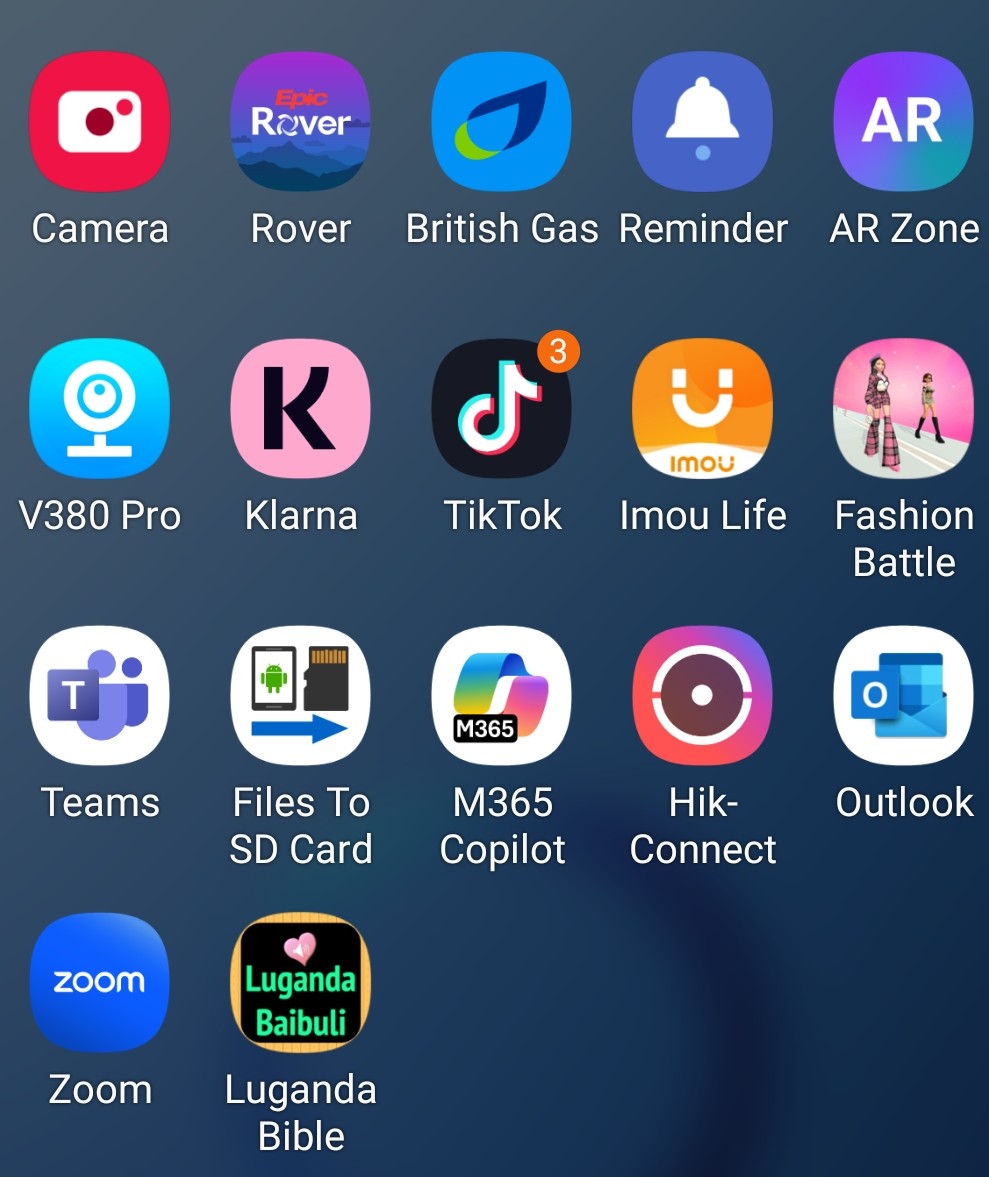 Epic
Rover
AR
Camera
Rover
British Gas
Reminder
AR Zone
K
3
IMOU
V380 Pro
Klarna
TikTok
Imou Life
Fashion
Battle
T
M365
O
Teams
Files To
SD Card
M365
Copilot
Hik-
Connect
Outlook
zoom
Luganda
Baibuli
Zoom
Luganda
Bible